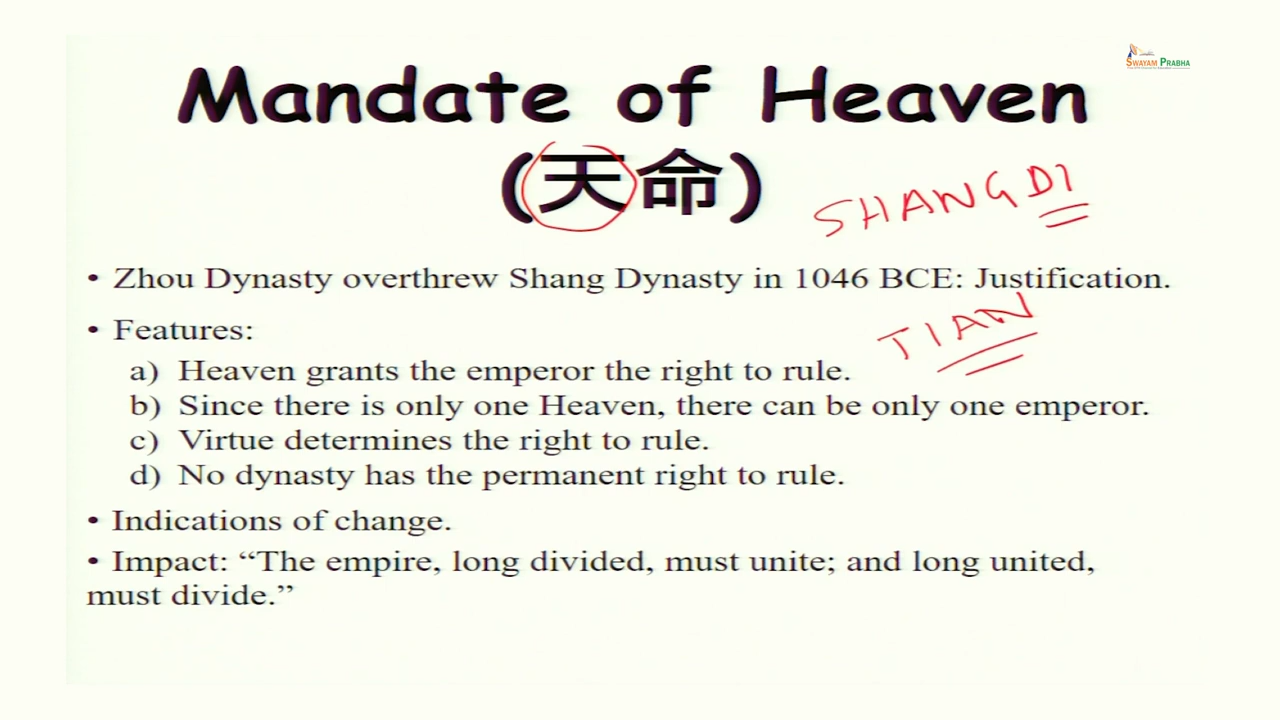 SWAYAM PRABHA
Mandate of Heaven
(天命)
SHANGDI
• Zhou Dynasty overthrew Shang Dynasty in 1046 BCE: Justification.
TIAN
• Features:
a) Heaven grants the emperor the right to rule.
b) Since there is only one Heaven, there can be only one emperor.
c) Virtue determines the right to rule.
d) No dynasty has the permanent right to rule.
• Indications of change.
• Impact: “The empire, long divided, must unite; and long united,
must divide.”